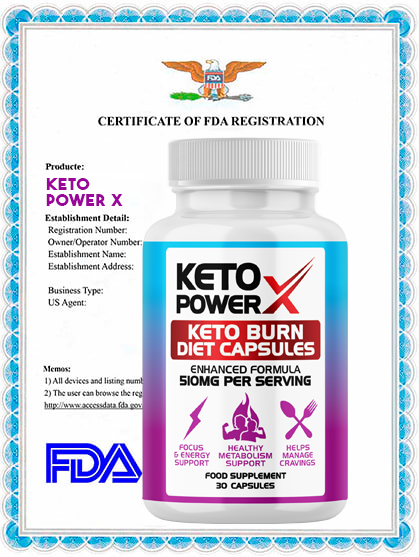 FDA
CERTIFICATE OF FDA REGISTRATION
Producte:
KETO
POWER X
Establishment Detail:
Registration Number:
Owner/Operator Number:
Establishment Name:
Establishment Address:
Business Type:
US Agent:
Memos:
1) All devices and listing numb
2) The user can browse the reg
http://www.accessdata.fda.gov
FDA
KETO
POWER X
KETO BURN
DIET CAPSULES
ENHANCED FORMULA
510MG PER SERVING
FOCUS
& ENERGY
SUPPORT
HEALTHY
METABOLISM
SUPPORT
HELPS
MANAGE
CRAVINGS
FOOD SUPPLEMENT
30 CAPSULES